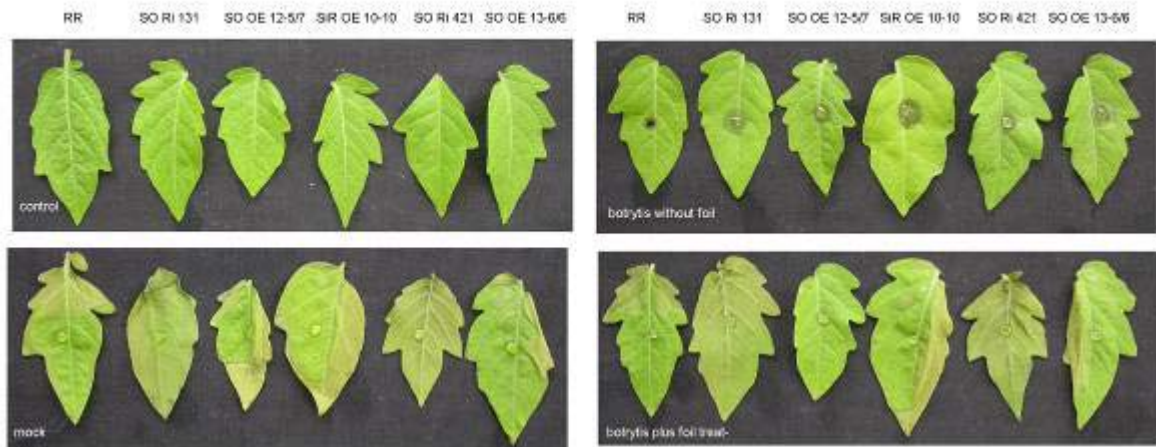 RR SO Ri 131 SO OE 12-5/7 SiR OE 10-10 SO Ri 421 SO OE 13-6/6
RR SO Ri 131 SO OE 12-5/7 SiR OE 10-10 SO Ri 421 SO OE 13-6/6
control
botrytis without foil
mock
botrytis plus foil treat-